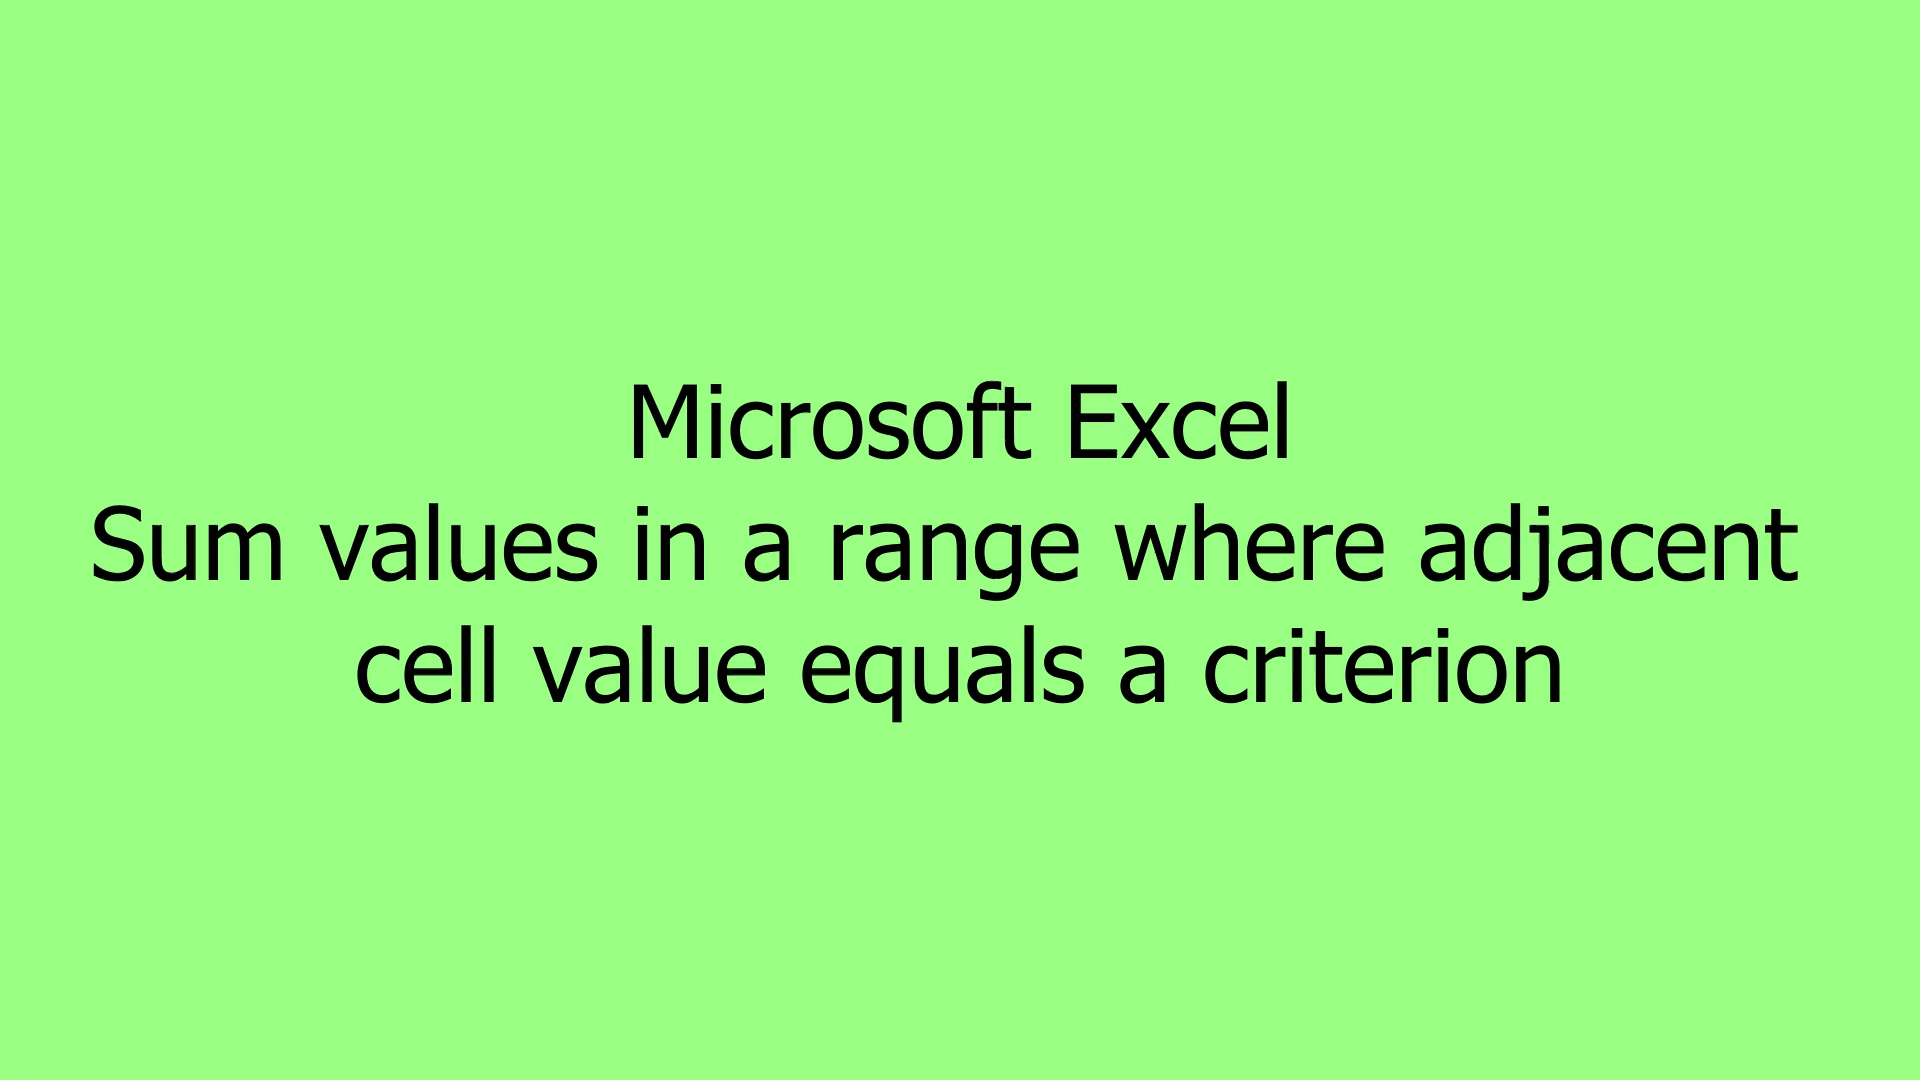 Microsoft Excel
Sum values in a range where adjacent
cell value equals a criterion